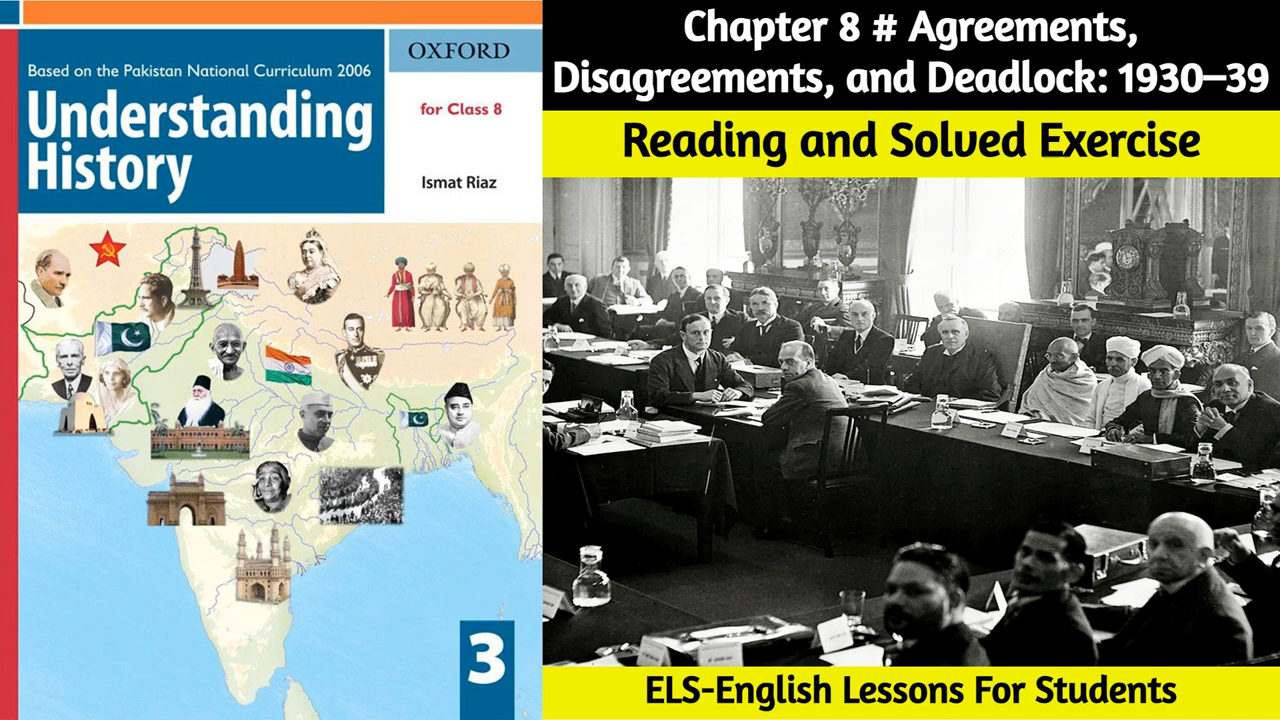 Based on the Pakistan National Curriculum 2006
Understanding
History
OXFORD
for Class 8
Ismat Riaz
3
Chapter 8 # Agreements,
Disagreements, and Deadlock: 1930–39
Reading and Solved Exercise
ELS-English Lessons For Students